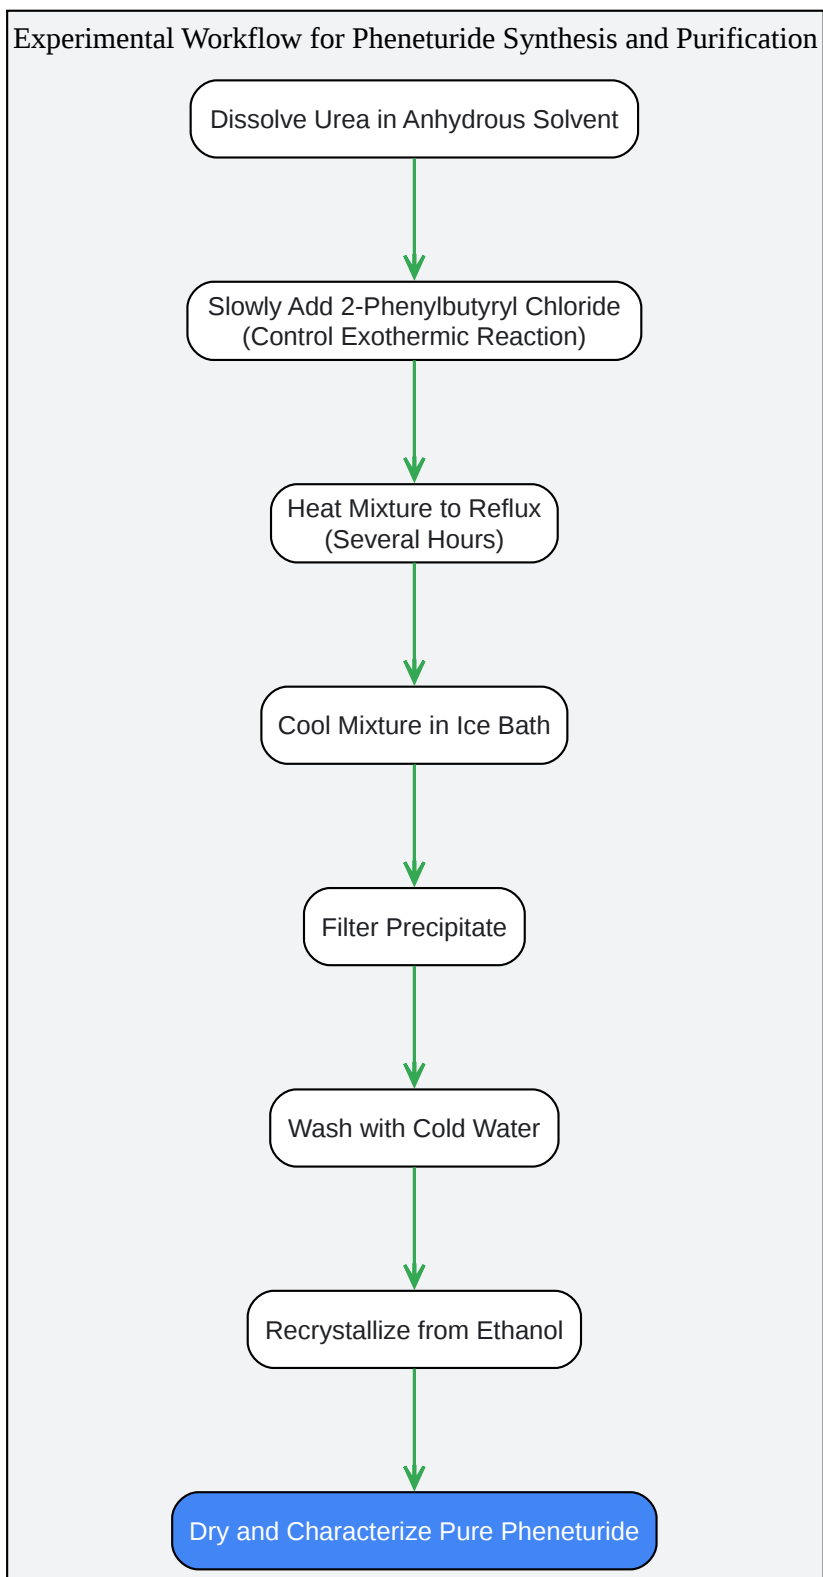 Experimental Workflow for Pheneturide Synthesis and Purification
Dissolve Urea in Anhydrous Solvent
Slowly Add 2-Phenylbutyryl Chloride
(Control Exothermic Reaction)
Heat Mixture to Reflux
(Several Hours)
Cool Mixture in Ice Bath
Filter Precipitate
Wash with Cold Water
Recrystallize from Ethanol
Dry and Characterize Pure Pheneturide